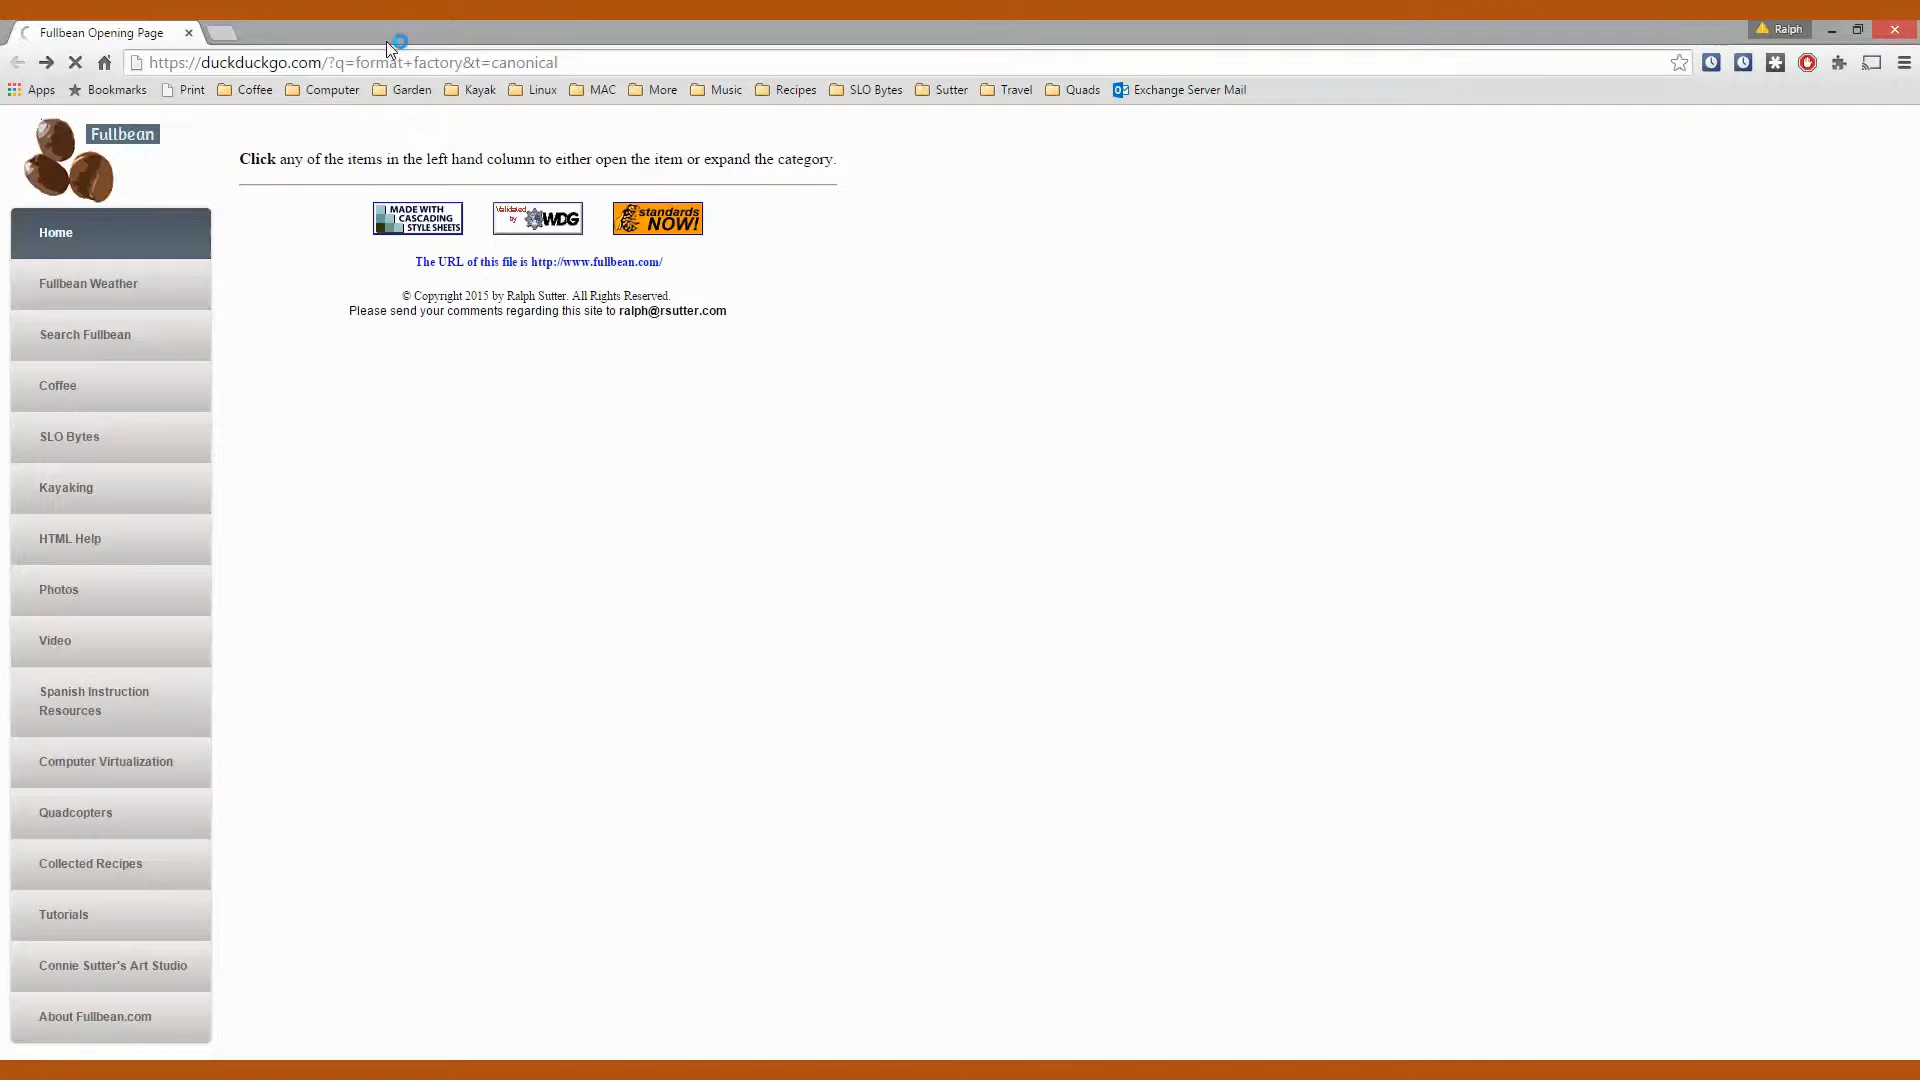 Fullbean Opening Page
Ralph
https://duckduckgo.com/?q=format+factory&t=canonical
Apps Bookmarks Print Coffee Computer Garden Kayak Linux MAC More Music Recipes SLO Bytes Sutter Travel Quads Exchange Server Mail
Fullbean
Click any of the items in the left hand column to either open the item or expand the category.
MADE WITH
CASCADING
STYLE SHEETS
Validated
by
WDG
standards
NOW!
The URL of this file is http://www.fullbean.com/
© Copyright 2015 by Ralph Sutter. All Rights Reserved.
Please send your comments regarding this site to ralph@rsutter.com
Home
Fullbean Weather
Search Fullbean
Coffee
SLO Bytes
Kayaking
HTML Help
Photos
Video
Spanish Instruction
Resources
Computer Virtualization
Quadcopters
Collected Recipes
Tutorials
Connie Sutter's Art Studio
About Fullbean.com